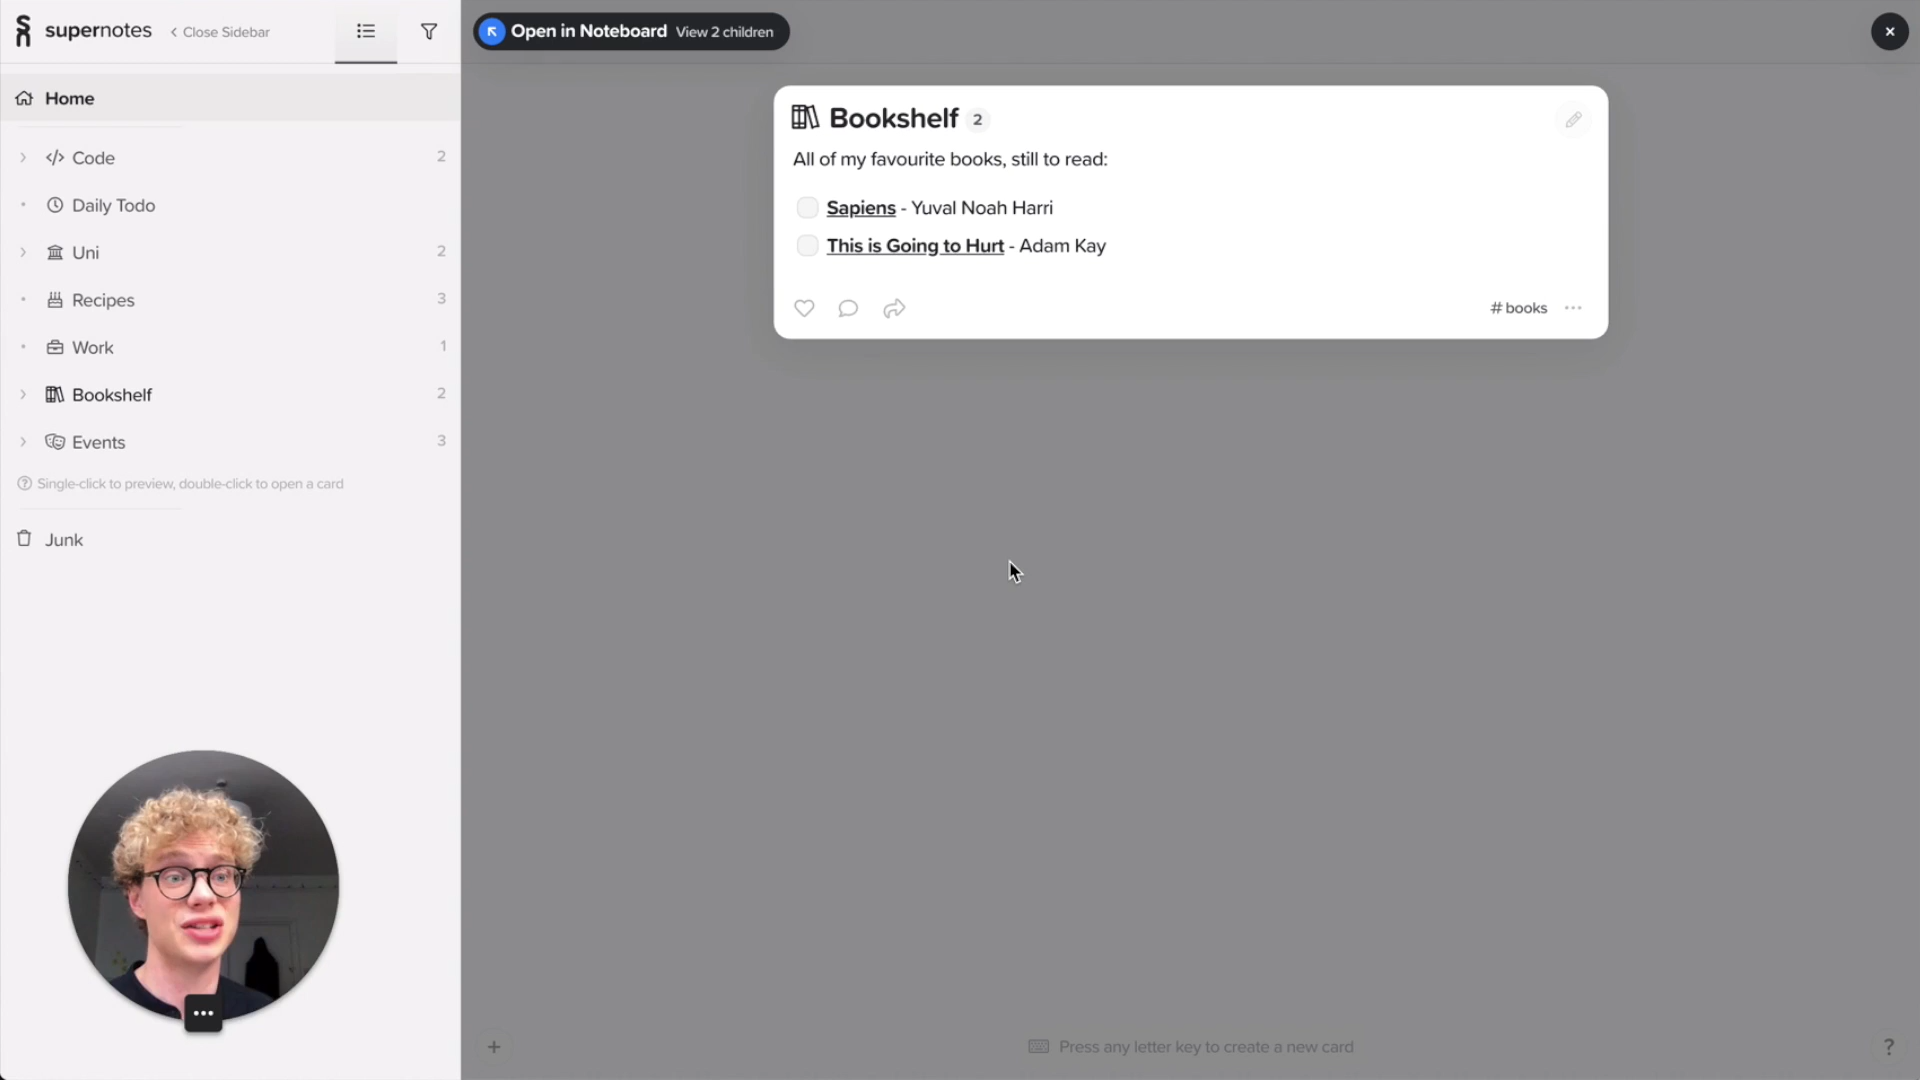 supernotes
Close Sidebar
Open in Noteboard View 2 children
Home
Code 2
Daily Todo
Uni 2
Recipes 3
Work 1
Bookshelf 2
Events 3
Single-click to preview, double-click to open a card
Junk
Bookshelf 2
All of my favourite books, still to read:
Sapiens - Yuval Noah Harri
This is Going to Hurt - Adam Kay
# books
Press any letter key to create a new card
?